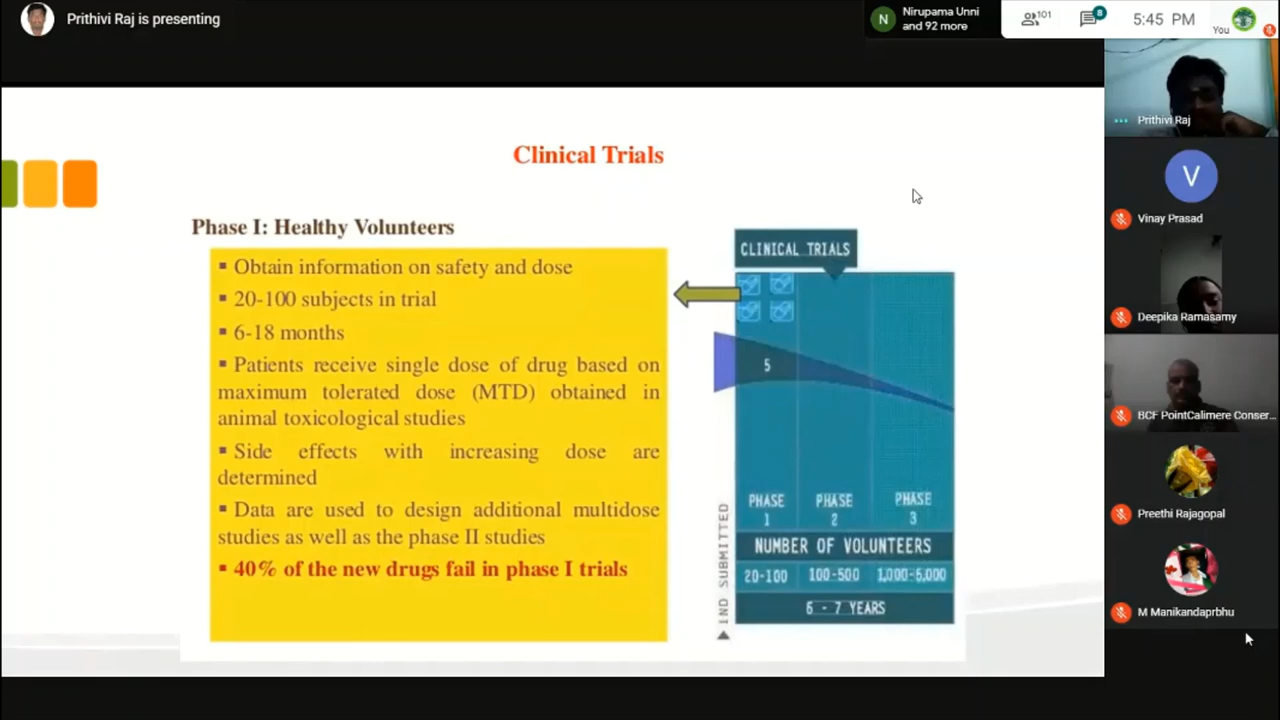 Prithivi Raj is presenting
N
Nirupama Unni
and 92 more
101
8
5:45 PM
You
Clinical Trials
Phase I: Healthy Volunteers
▪ Obtain information on safety and dose
▪ 20-100 subjects in trial
▪ 6-18 months
▪ Patients receive single dose of drug based on
maximum tolerated dose (MTD) obtained in
animal toxicological studies
▪ Side effects with increasing dose are
determined
▪ Data are used to design additional multidose
studies as well as the phase II studies
▪ 40% of the new drugs fail in phase I trials
CLINICAL TRIALS
5
PHASE 1
PHASE 2
PHASE 3
NUMBER OF VOLUNTEERS
20-100 100-500 1,000-5,000
6 - 7 YEARS
IND SUBMITTED
Prithivi Raj
V
Vinay Prasad
Deepika Ramasamy
BCF PointCalimere Conser...
Preethi Rajagopal
M Manikandaprbhu